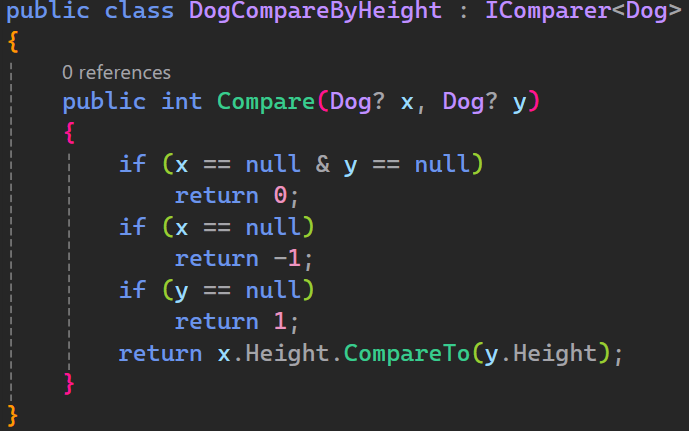 public class DogCompareByHeight : IComparer<Dog>
{
0 references
public int Compare(Dog? x, Dog? y)
{
if (x == null & y == null)
return 0;
if (x == null)
return -1;
if (y == null)
return 1;
return x.Height.CompareTo(y.Height);
}
}